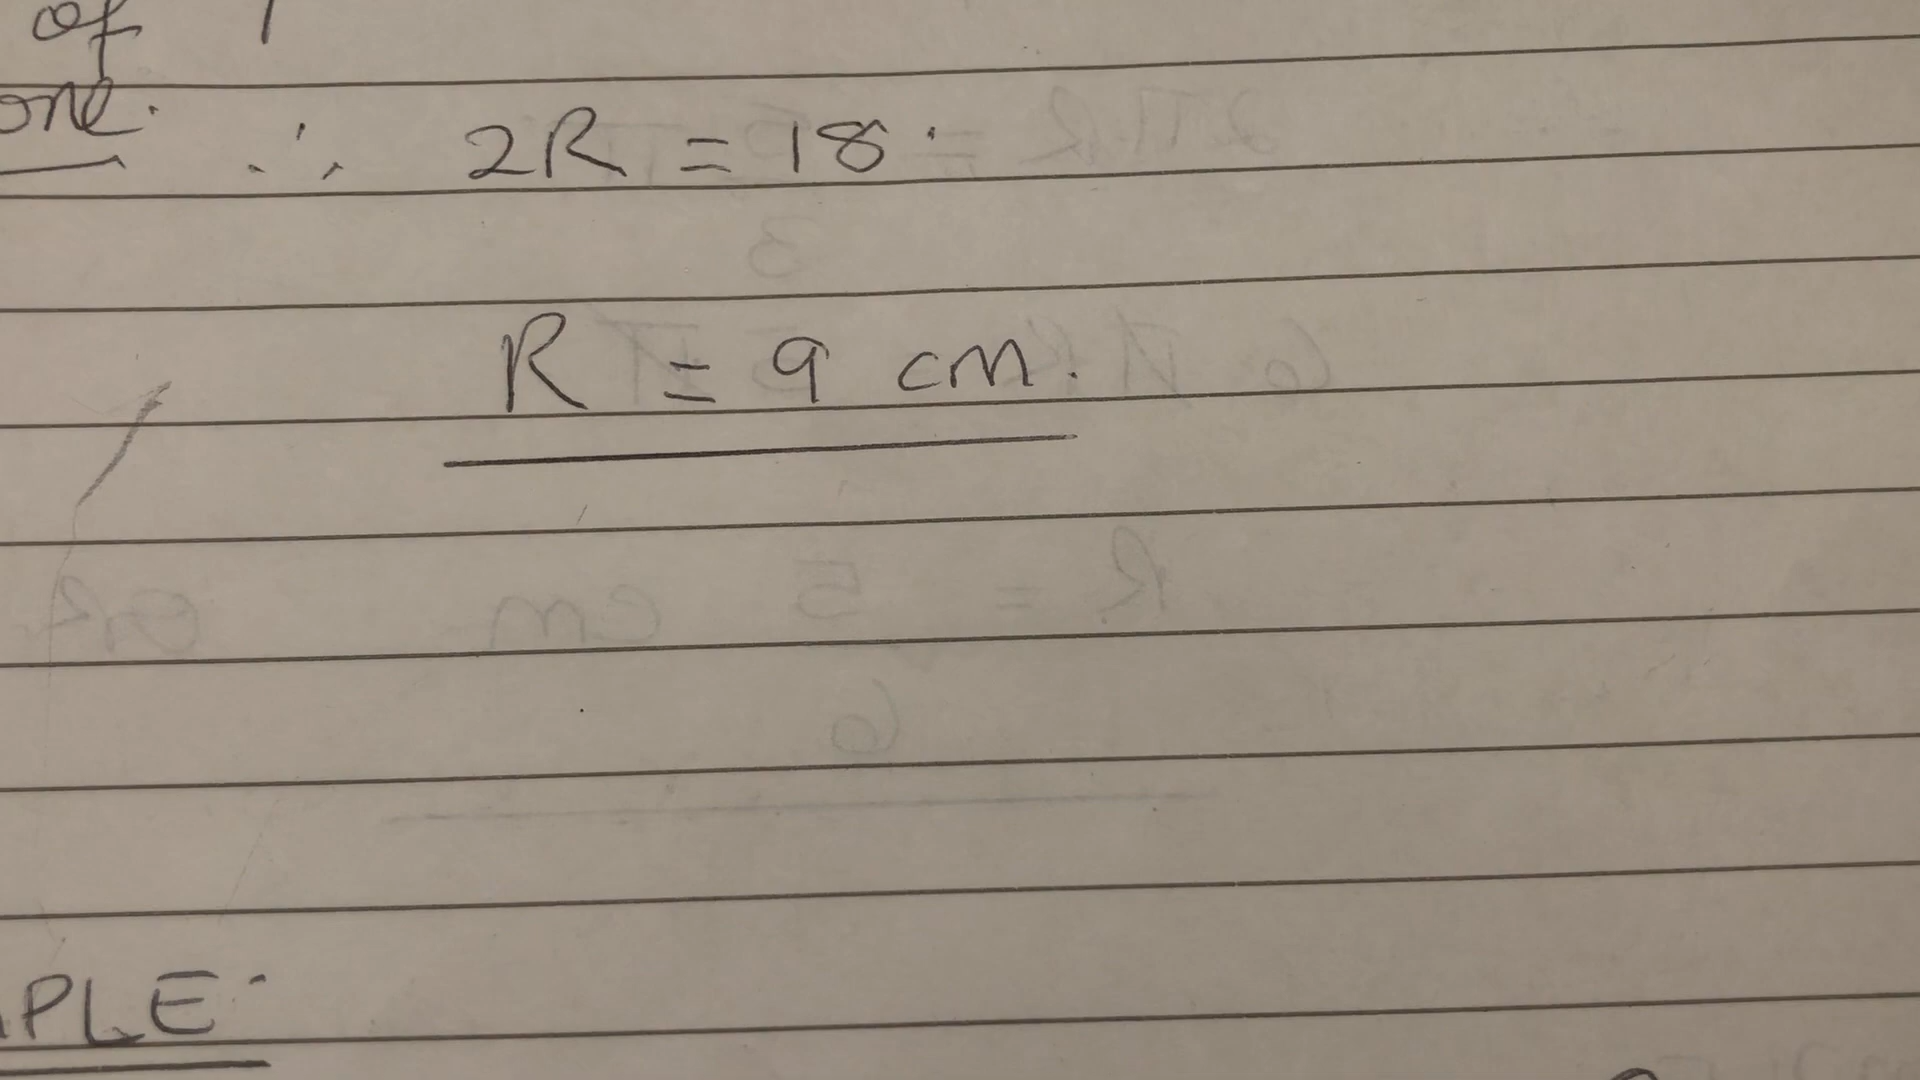 of
one.
∴ 2R = 18.
R = 9 cm.
PLE.